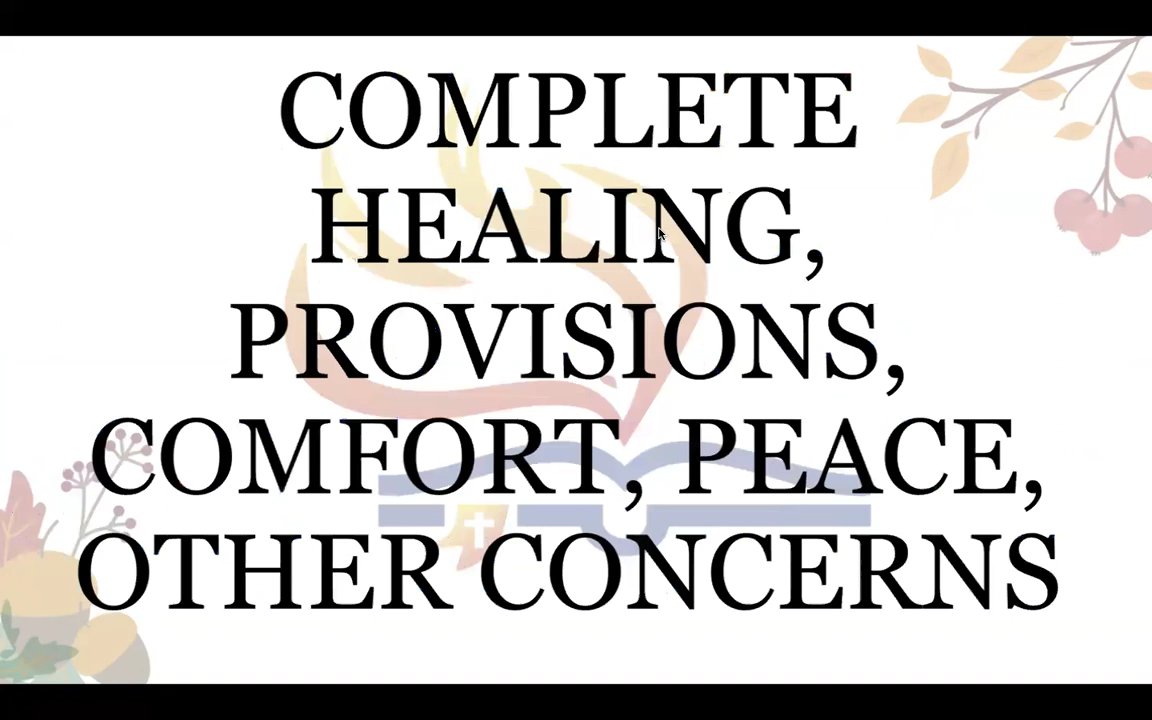 COMPLETE
HEALING,
PROVISIONS,
COMFORT, PEACE,
OTHER CONCERNS